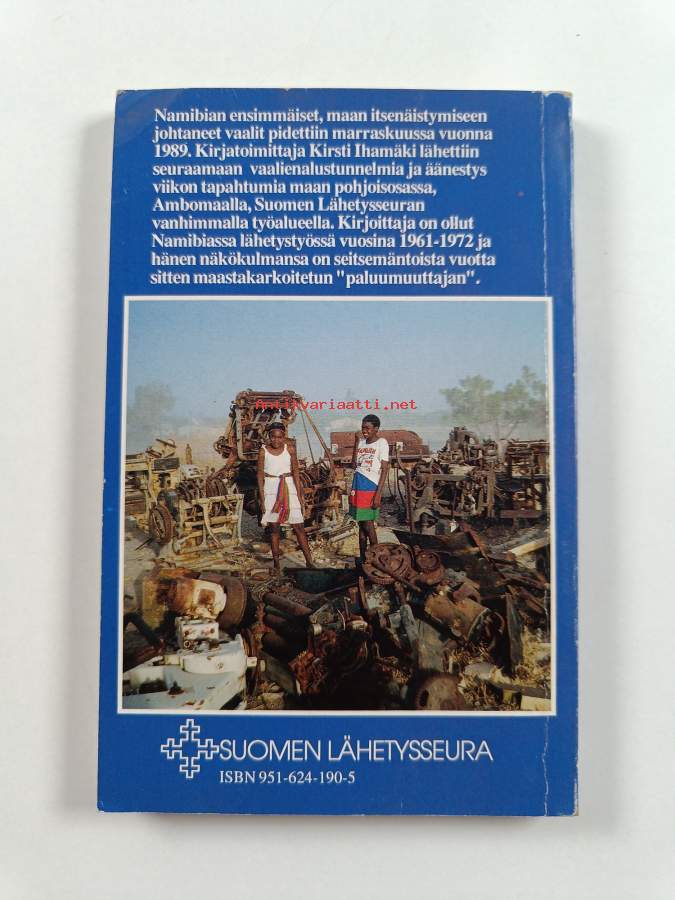 Namibian ensimmäiset, maan itsenäistymiseen
johtaneet vaalit pidettiin marraskuussa vuonna
1989. Kirjatoimittaja Kirsti Ihamäki lähettiin
seuraamaan vaalienalustunnelmia ja äänestys
viikon tapahtumia maan pohjoisosassa,
Ambomaalla, Suomen Lähetysseuran
vanhimmalla työalueella. Kirjoittaja on ollut
Namibiassa lähetystyössä vuosina 1961-1972 ja
hänen näkökulmansa on seitsemäntoista vuotta
sitten maastakarkoitetun "paluumuuttajan".
Antikvariaatti.net
SUOMEN LÄHETYSSEURA
ISBN 951-624-190-5